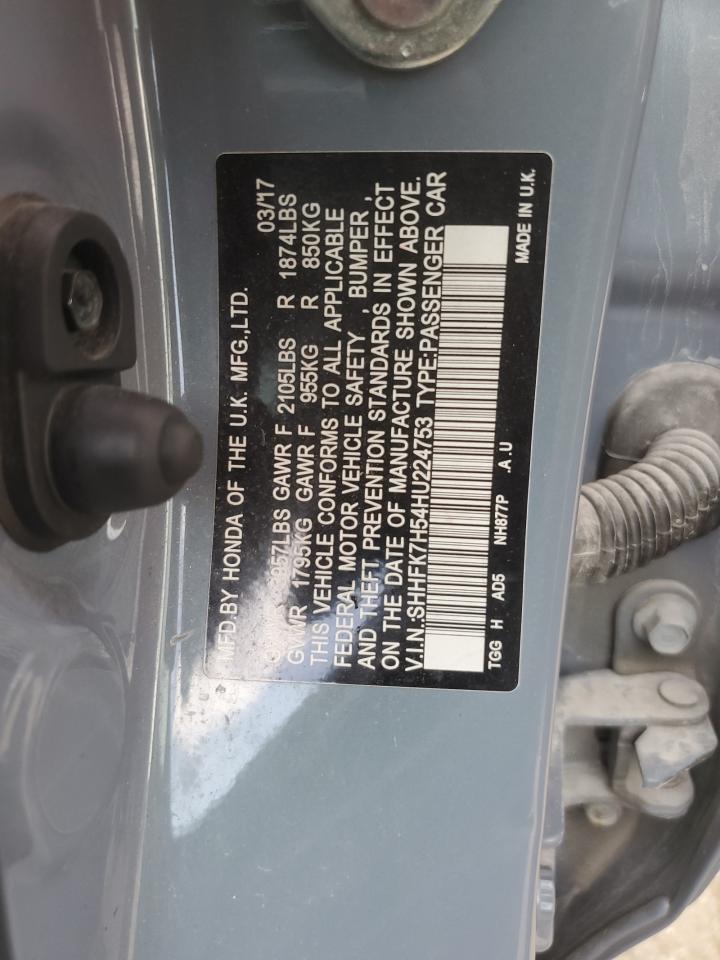 MFD.BY HONDA OF THE U.K. MFG.,LTD. 03/17
GAWR F 2105LBS R 1874LBS
GVWR 1795KG GAWR F 955KG R 850KG
THIS VEHICLE CONFORMS TO ALL APPLICABLE
FEDERAL MOTOR VEHICLE SAFETY , BUMPER ,
AND THEFT PREVENTION STANDARDS IN EFFECT
ON THE DATE OF MANUFACTURE SHOWN ABOVE.
V.I.N.:SHHFK7H54HU224753 TYPE:PASSENGER CAR
TGG H AD5 NH877P .A .U MADE IN U.K.